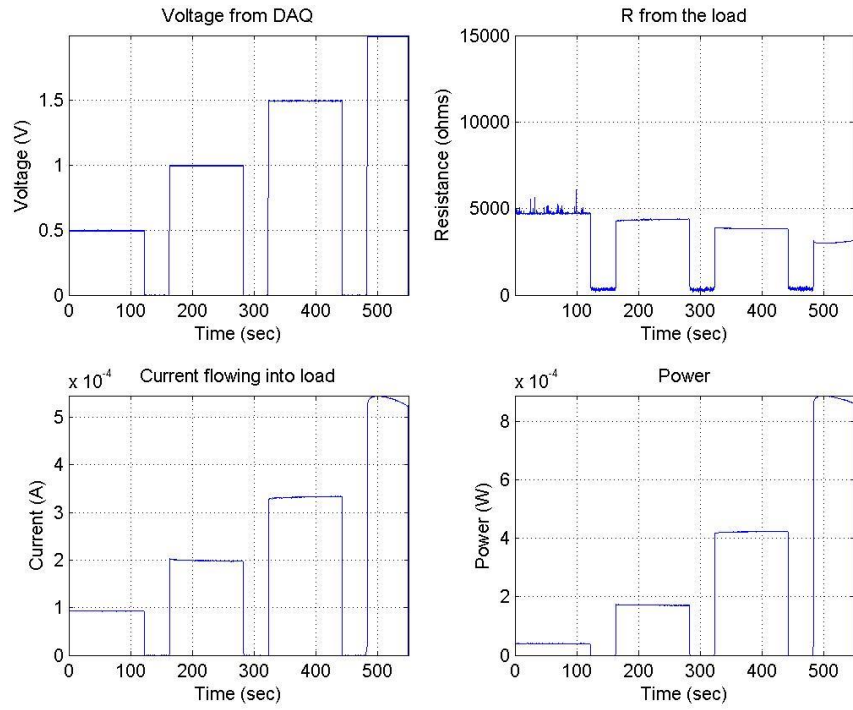 Voltage from DAQ
1.5
1
0.5
0
Voltage (V)
0 100 200 300 400 500
Time (sec)
R from the load
15000
10000
5000
0
Resistance (ohms)
0 100 200 300 400 500
Time (sec)
x 10⁻⁴
Current flowing into load
5
4
3
2
1
0
Current (A)
0 100 200 300 400 500
Time (sec)
x 10⁻⁴
Power
8
6
4
2
0
Power (W)
0 100 200 300 400 500
Time (sec)